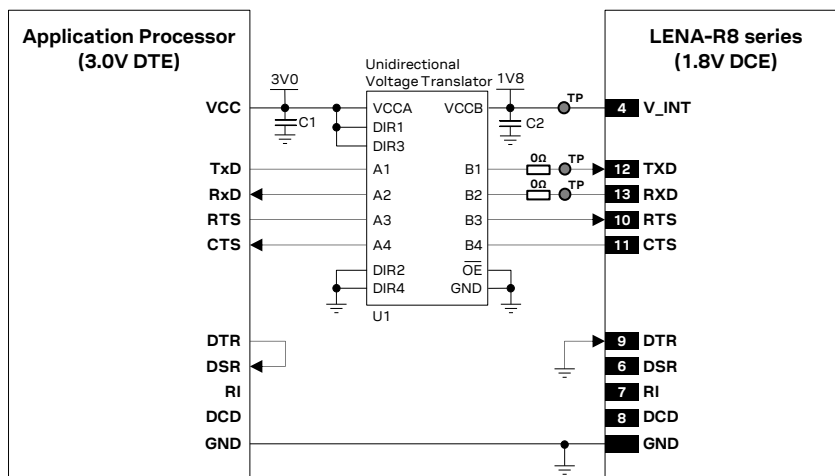 Application Processor
(3.0V DTE)
LENA-R8 series
(1.8V DCE)
Unidirectional
Voltage Translator
3V0
1V8
VCC
C1
VCCA
VCCB
C2
TP
4
V_INT
DIR1
DIR3
0Ω
TP
TxD
A1
B1
12
TXD
0Ω
TP
RxD
A2
B2
13
RXD
RTS
A3
B3
10
RTS
CTS
A4
B4
11
CTS
DIR2
OE
DIR4
GND
U1
DTR
9
DTR
DSR
6
DSR
RI
7
RI
DCD
8
DCD
GND
GND